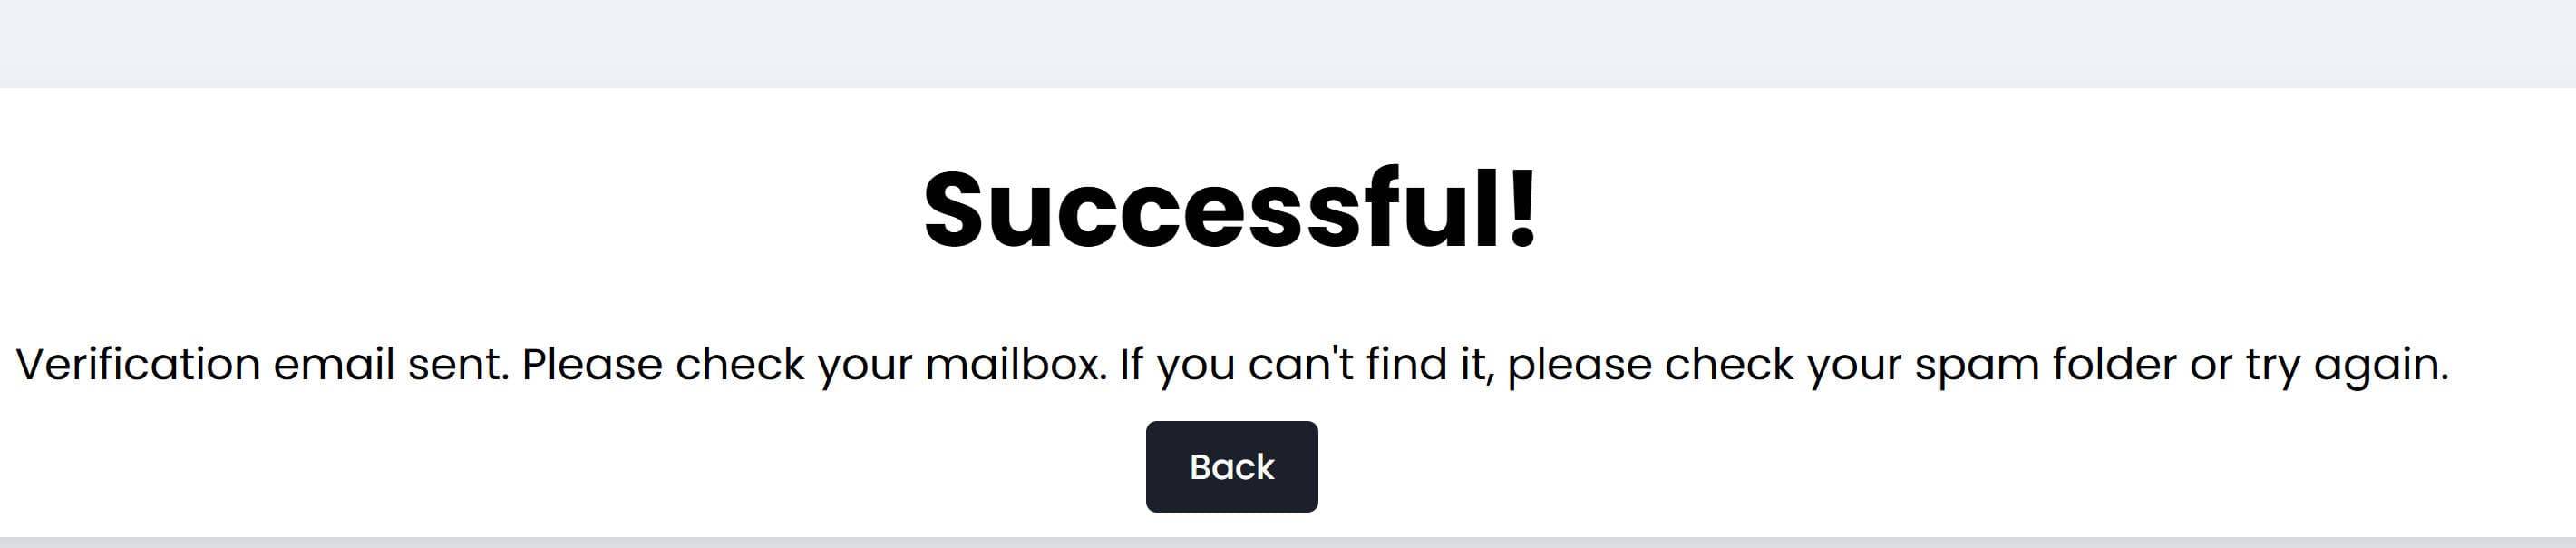 Successful!
Verification email sent. Please check your mailbox. If you can't find it, please check your spam folder or try again.
Back